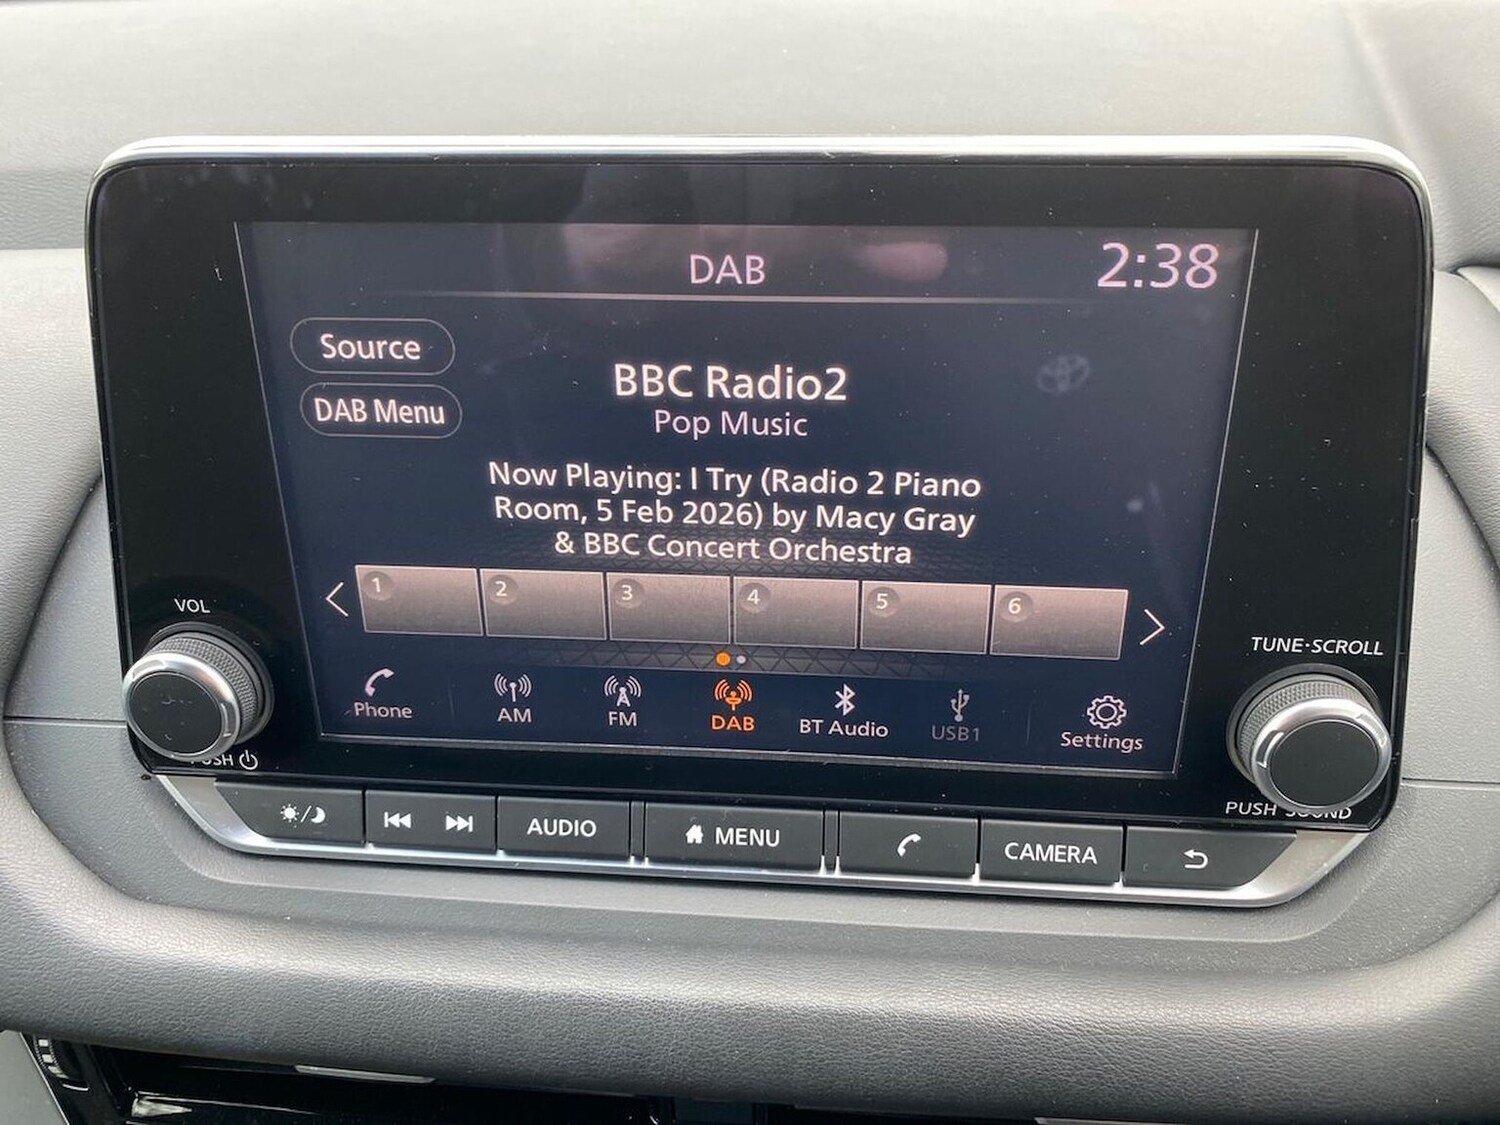 DAB
2:38
Source
DAB Menu
BBC Radio2
Pop Music
Now Playing: I Try (Radio 2 Piano
Room, 5 Feb 2026) by Macy Gray
& BBC Concert Orchestra
1 2 3 4 5 6
Phone AM FM DAB BT Audio USB1 Settings
VOL
PUSH
TUNE·SCROLL
PUSH SOUND
AUDIO MENU CAMERA